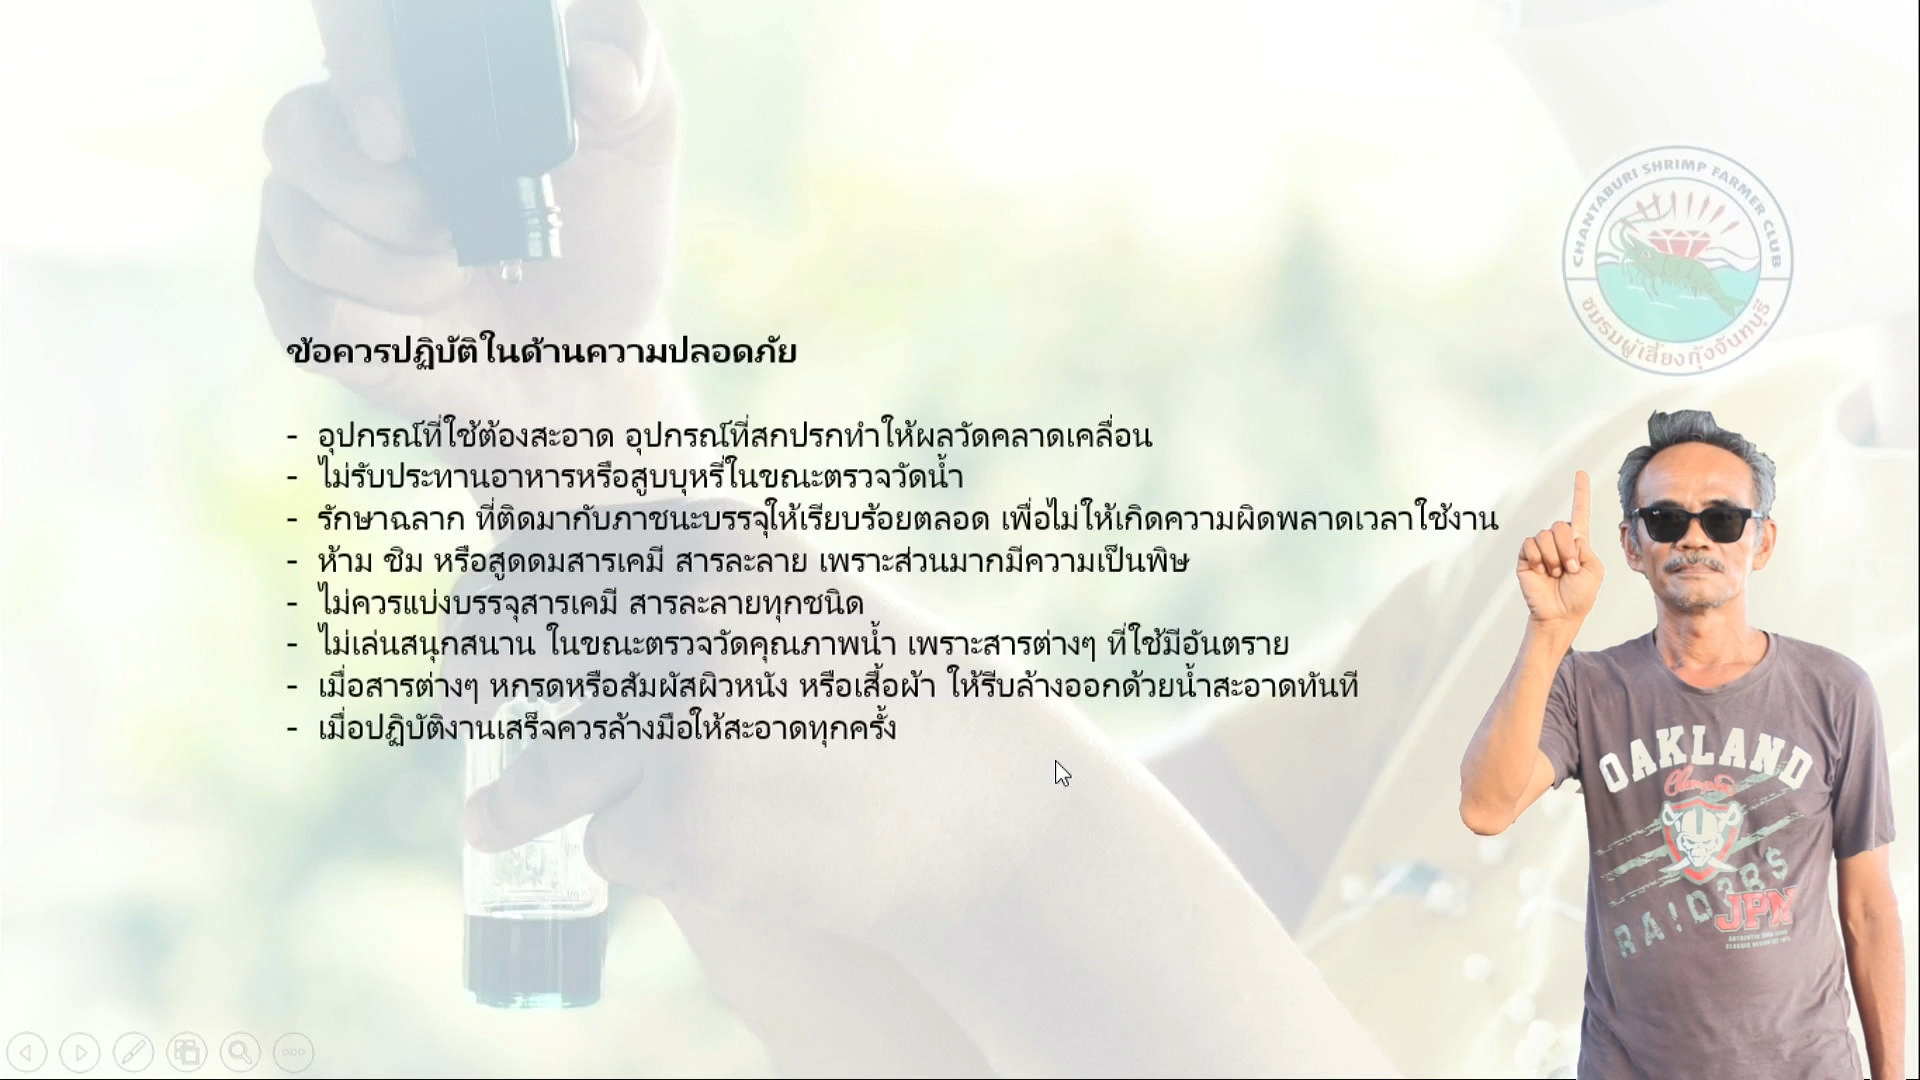 CHANTABURI SHRIMP FARMER CLUB
ชมรมผู้เลี้ยงกุ้งจันทบุรี
ข้อควรปฏิบัติในด้านความปลอดภัย
- อุปกรณ์ที่ใช้ต้องสะอาด อุปกรณ์ที่สกปรกทำให้ผลวัดคลาดเคลื่อน
- ไม่รับประทานอาหารหรือสูบบุหรี่ในขณะตรวจวัดน้ำ
- รักษาฉลาก ที่ติดมากับภาชนะบรรจุให้เรียบร้อยตลอด เพื่อไม่ให้เกิดความผิดพลาดเวลาใช้งาน
- ห้าม ชิม หรือสูดดมสารเคมี สารละลาย เพราะส่วนมากมีความเป็นพิษ
- ไม่ควรแบ่งบรรจุสารเคมี สารละลายทุกชนิด
- ไม่เล่นสนุกสนาน ในขณะตรวจวัดคุณภาพน้ำ เพราะสารต่างๆ ที่ใช้มีอันตราย
- เมื่อสารต่างๆ หกรดหรือสัมผัสผิวหนัง หรือเสื้อผ้า ให้รีบล้างออกด้วยน้ำสะอาดทันที
- เมื่อปฏิบัติงานเสร็จควรล้างมือให้สะอาดทุกครั้ง
OAKLAND
JPN